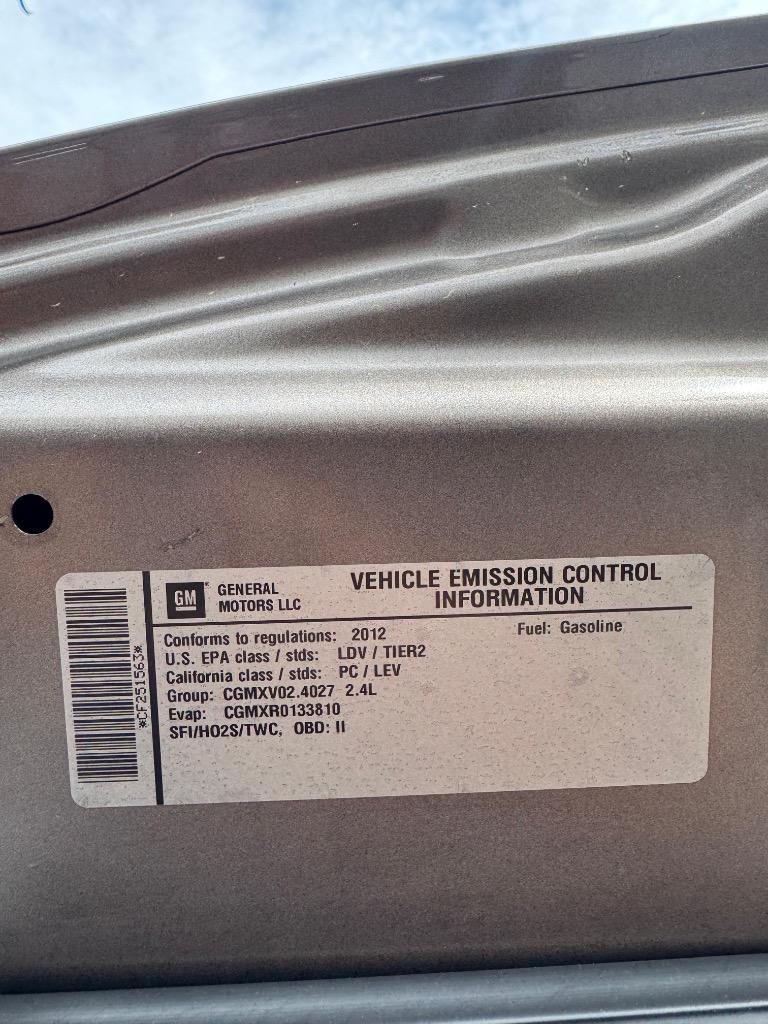 *CF251563*
GM
GENERAL
MOTORS LLC
VEHICLE EMISSION CONTROL
INFORMATION
Conforms to regulations: 2012
Fuel: Gasoline
U.S. EPA class / stds: LDV / TIER2
California class / stds: PC / LEV
Group: CGMXV02.4027 2.4L
Evap: CGMXR0133810
SFI/HO2S/TWC, OBD: II